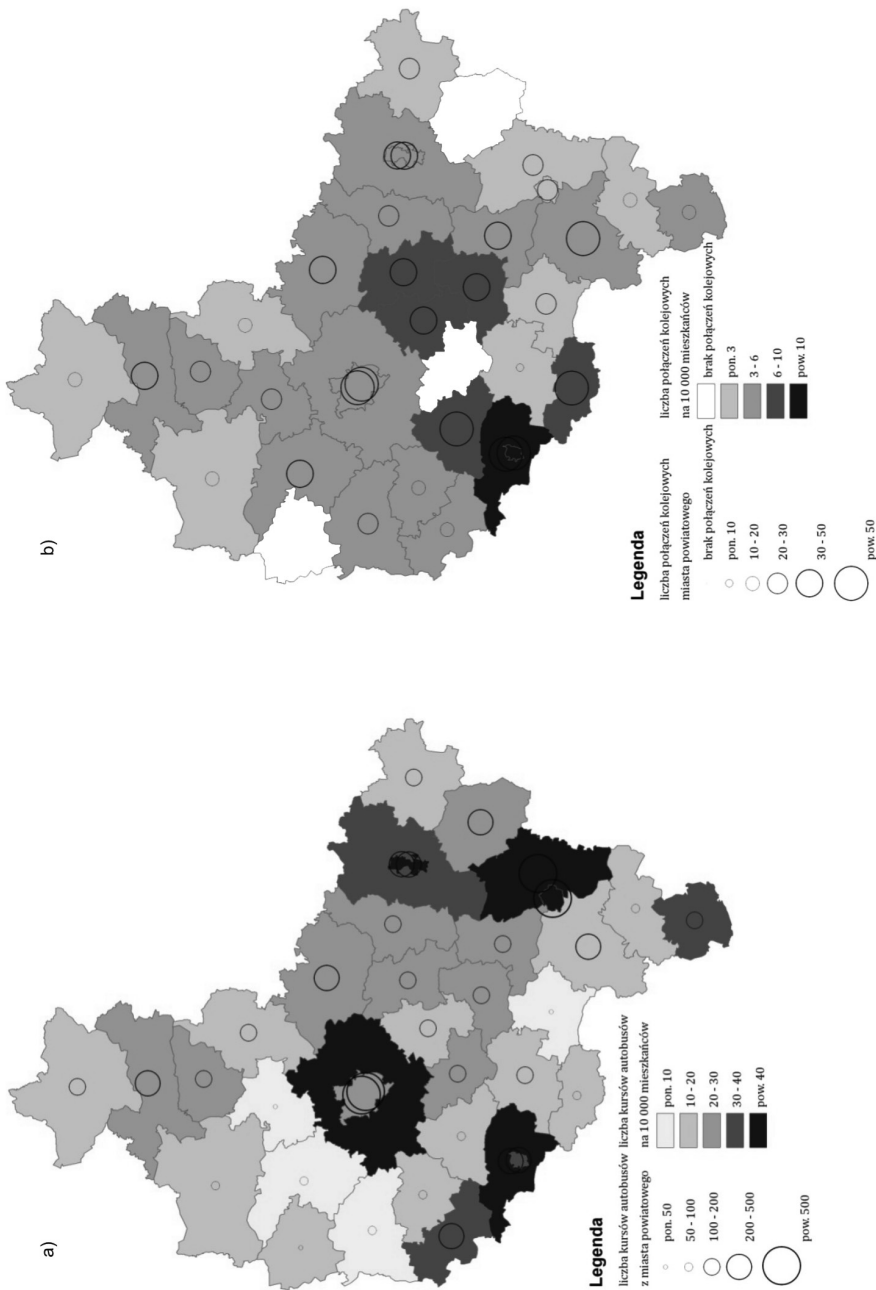 a)
Legenda
liczba kursów autobusów
z miasta powiatowego
pon. 50
50 - 100
100 - 200
200 - 500
pow. 500
liczba kursów autobusów
na 10 000 mieszkańców
pon. 10
10 - 20
20 - 30
30 - 40
pow. 40
b)
Legenda
liczba połączeń kolejowych
miasta powiatowego
brak połączeń kolejowych
pon. 10
10 - 20
20 - 30
30 - 50
pow. 50
liczba połączeń kolejowych
na 10 000 mieszkańców
brak połączeń kolejowych
pon. 3
3 - 6
6 - 10
pow. 10